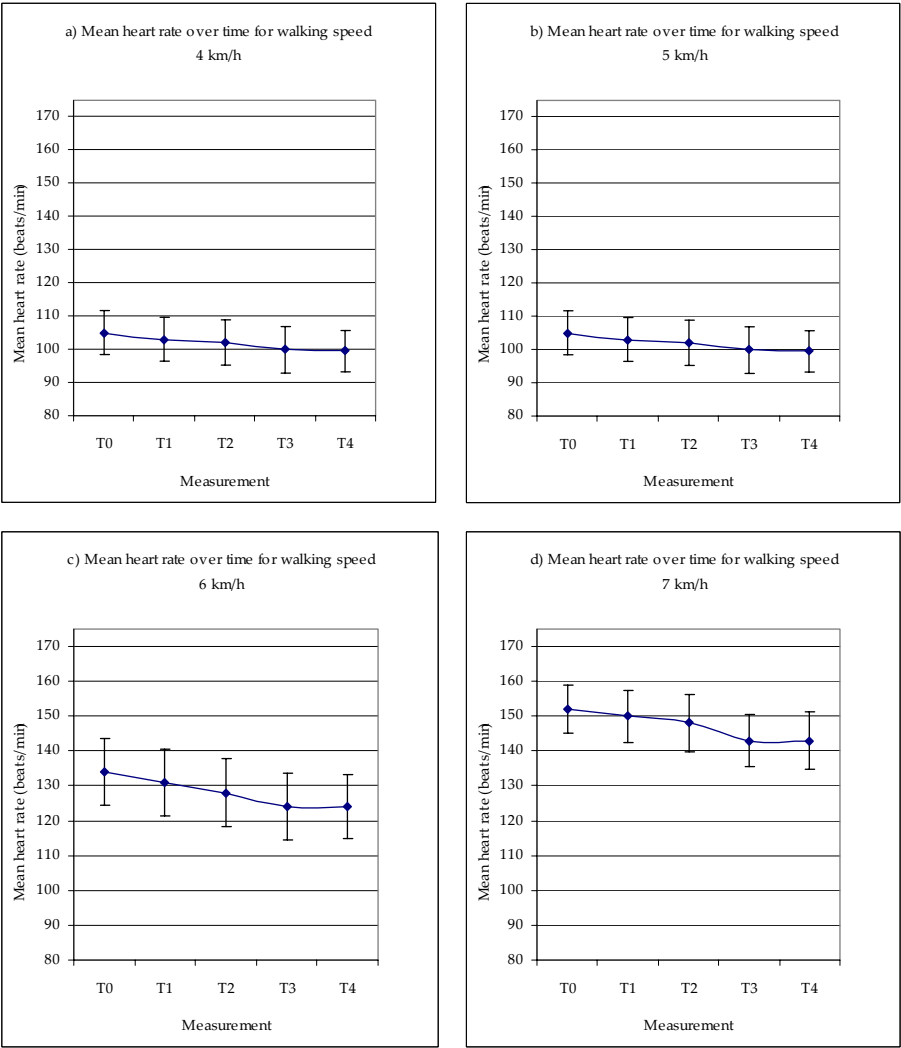 a) Mean heart rate over time for walking speed
4 km/h
Mean heart rate (beats/min)
170
160
150
140
130
120
110
100
90
80
T0 T1 T2 T3 T4
Measurement
b) Mean heart rate over time for walking speed
5 km/h
Mean heart rate (beats/min)
170
160
150
140
130
120
110
100
90
80
T0 T1 T2 T3 T4
Measurement
c) Mean heart rate over time for walking speed
6 km/h
Mean heart rate (beats/min)
170
160
150
140
130
120
110
100
90
80
T0 T1 T2 T3 T4
Measurement
d) Mean heart rate over time for walking speed
7 km/h
Mean heart rate (beats/min)
170
160
150
140
130
120
110
100
90
80
T0 T1 T2 T3 T4
Measurement